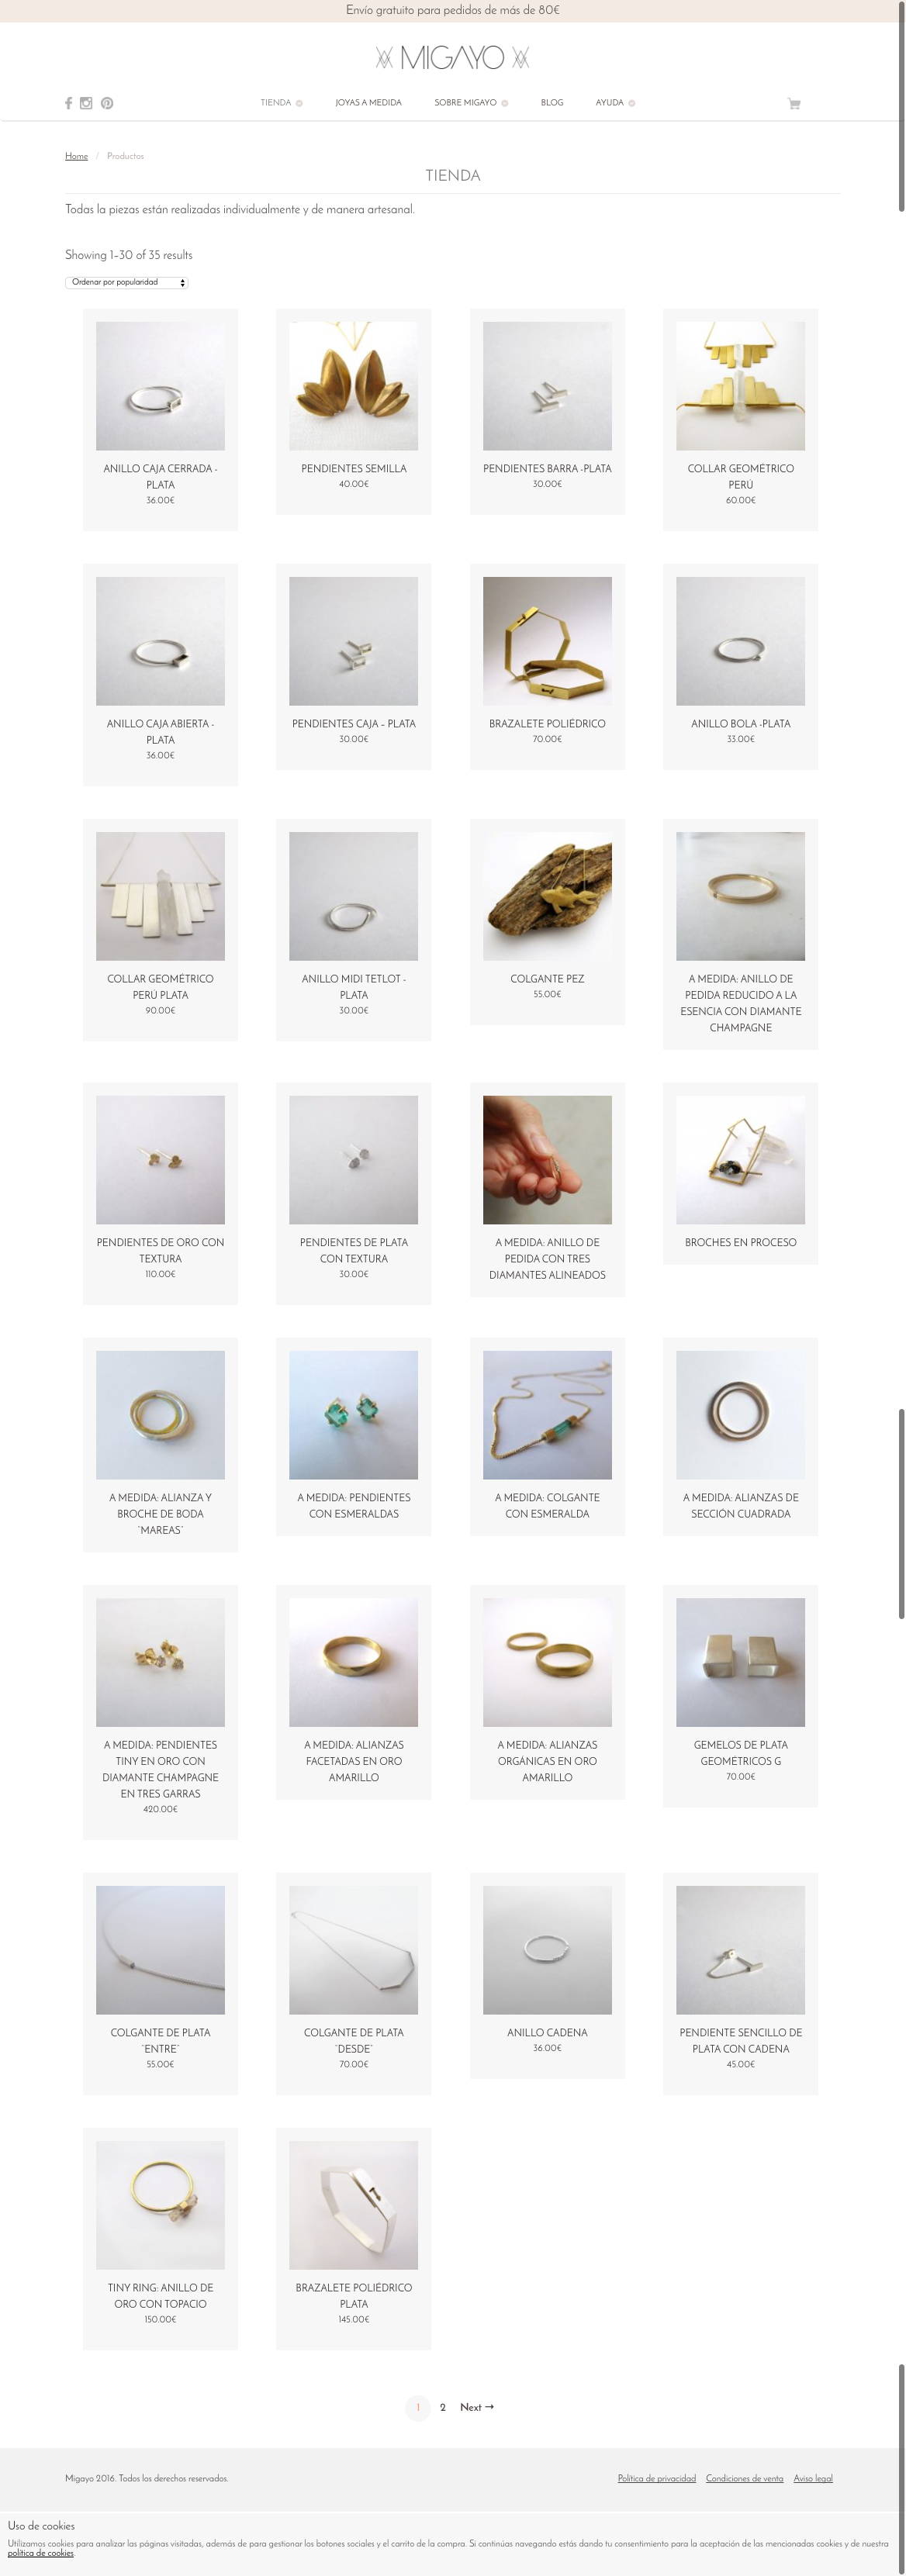 Envío gratuito para pedidos de más de 80€
MIGAYO
TIENDA
JOYAS A MEDIDA
SOBRE MIGAYO
BLOG
AYUDA
Home / Productos
TIENDA
Todas la piezas están realizadas individualmente y de manera artesanal.
Showing 1–30 of 35 results
Ordenar por popularidad
ANILLO CAJA CERRADA -
PLATA
36.00€
PENDIENTES SEMILLA
40.00€
PENDIENTES BARRA -PLATA
30.00€
COLLAR GEOMÉTRICO
PERÚ
60.00€
ANILLO CAJA ABIERTA -
PLATA
36.00€
PENDIENTES CAJA – PLATA
30.00€
BRAZALETE POLIÉDRICO
70.00€
ANILLO BOLA -PLATA
33.00€
COLLAR GEOMÉTRICO
PERÚ PLATA
90.00€
ANILLO MIDI TETLOT -
PLATA
30.00€
COLGANTE PEZ
55.00€
A MEDIDA: ANILLO DE
PEDIDA REDUCIDO A LA
ESENCIA CON DIAMANTE
CHAMPAGNE
PENDIENTES DE ORO CON
TEXTURA
110.00€
PENDIENTES DE PLATA
CON TEXTURA
30.00€
A MEDIDA: ANILLO DE
PEDIDA CON TRES
DIAMANTES ALINEADOS
BROCHES EN PROCESO
A MEDIDA: ALIANZA Y
BROCHE DE BODA
“MAREAS”
A MEDIDA: PENDIENTES
CON ESMERALDAS
A MEDIDA: COLGANTE
CON ESMERALDA
A MEDIDA: ALIANZAS DE
SECCIÓN CUADRADA
A MEDIDA: PENDIENTES
TINY EN ORO CON
DIAMANTE CHAMPAGNE
EN TRES GARRAS
420.00€
A MEDIDA: ALIANZAS
FACETADAS EN ORO
AMARILLO
A MEDIDA: ALIANZAS
ORGÁNICAS EN ORO
AMARILLO
GEMELOS DE PLATA
GEOMÉTRICOS G
70.00€
COLGANTE DE PLATA
“ENTRE”
55.00€
COLGANTE DE PLATA
“DESDE”
70.00€
ANILLO CADENA
36.00€
PENDIENTE SENCILLO DE
PLATA CON CADENA
45.00€
TINY RING: ANILLO DE
ORO CON TOPACIO
150.00€
BRAZALETE POLIÉDRICO
PLATA
145.00€
1 2 Next →
Migayo 2016. Todos los derechos reservados.
Política de privacidad Condiciones de venta Aviso legal
Uso de cookies
Utilizamos cookies para analizar las páginas visitadas, además de para gestionar los botones sociales y el carrito de la compra. Si continúas navegando estás dando tu consentimiento para la aceptación de las mencionadas cookies y de nuestra
política de cookies.